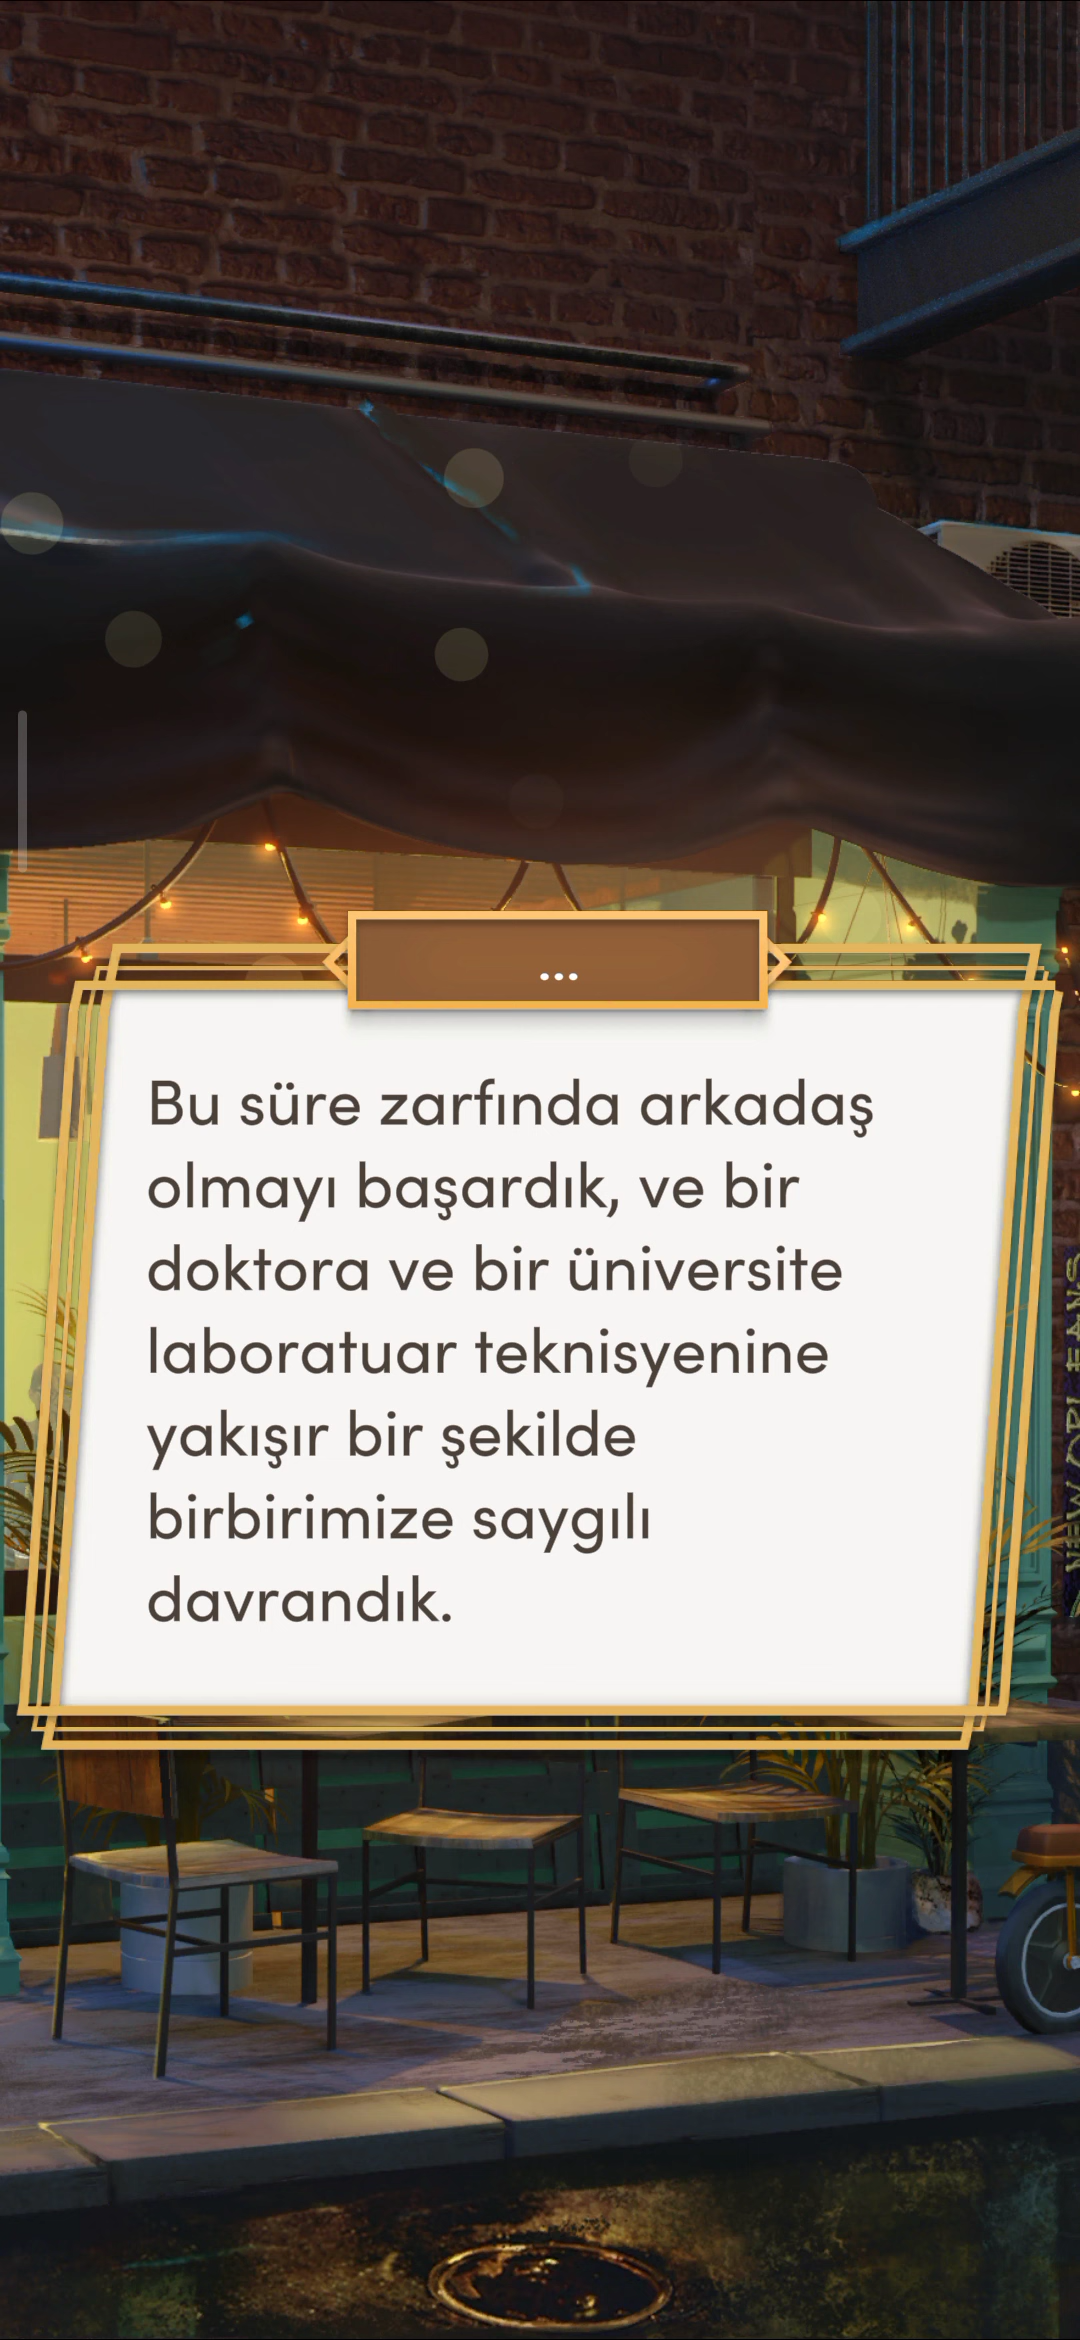 ...
Bu süre zarfında arkadaş
olmayı başardık, ve bir
doktora ve bir üniversite
laboratuar teknisyenine
yakışır bir şekilde
birbirimize saygılı
davrandık.